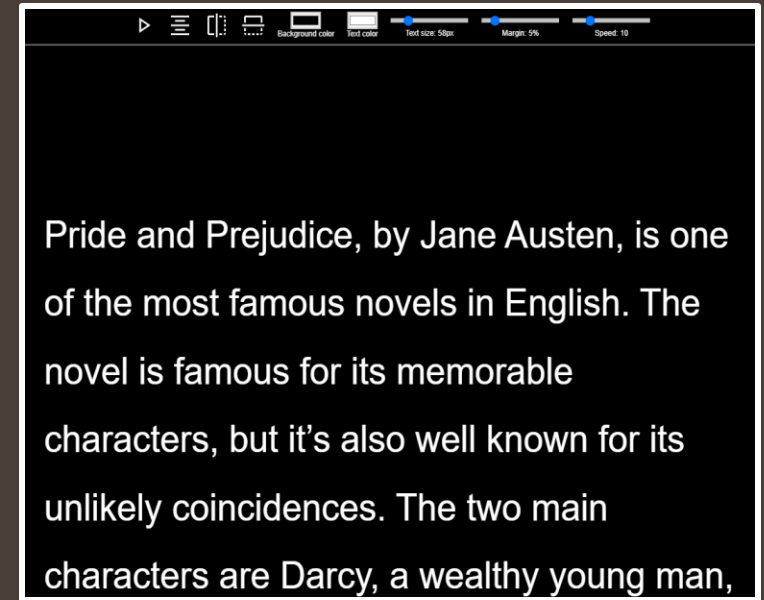 Background color Text color Text size: 58px Margin: 5% Speed: 10
Pride and Prejudice, by Jane Austen, is one
of the most famous novels in English. The
novel is famous for its memorable
characters, but it’s also well known for its
unlikely coincidences. The two main
characters are Darcy, a wealthy young man,